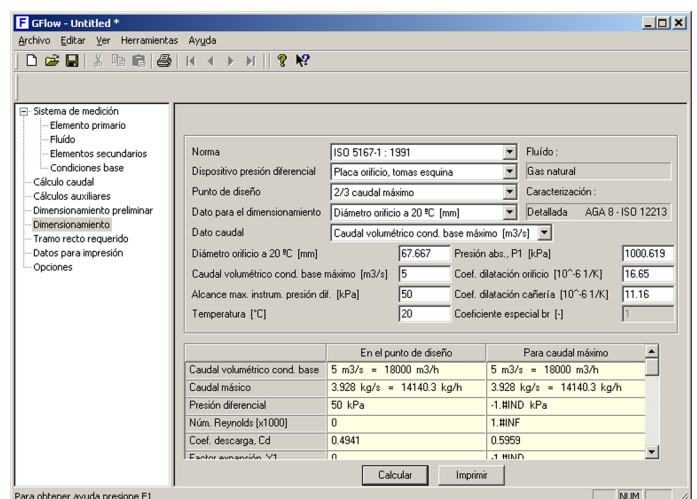 GFlow - Untitled *
Archivo Editar Ver Herramientas Ayuda
Sistema de medición
Elemento primario
Fluído
Elementos secundarios
Condiciones base
Cálculo caudal
Cálculos auxiliares
Dimensionamiento preliminar
Dimensionamiento
Tramo recto requerido
Datos para impresión
Opciones
Norma ISO 5167-1 : 1991 Fluído :
Dispositivo presión diferencial Placa orificio, tomas esquina Gas natural
Punto de diseño 2/3 caudal máximo Caracterización :
Dato para el dimensionamiento Diámetro orificio a 20 ºC [mm] Detallada AGA 8 - ISO 12213
Dato caudal Caudal volumétrico cond. base máximo [m3/s]
Diámetro orificio a 20 ºC [mm] 67.667 Presión abs., P1 [kPa] 1000.619
Caudal volumétrico cond. base máximo [m3/s] 5 Coef. dilatación orificio [10^-6 1/K] 16.65
Alcance max. instrum. presión dif. [kPa] 50 Coef. dilatación cañería [10^-6 1/K] 11.16
Temperatura [°C] 20 Coeficiente especial br [-] 1
En el punto de diseño Para caudal máximo
Caudal volumétrico cond. base 5 m3/s = 18000 m3/h 5 m3/s = 18000 m3/h
Caudal másico 3.928 kg/s = 14140.3 kg/h 3.928 kg/s = 14140.3 kg/h
Presión diferencial 50 kPa -1.#IND kPa
Núm. Reynolds [x1000] 0 1.#INF
Coef. descarga, Cd 0.4941 0.5959
Factor expansión, Y1 0 -1.#IND
Calcular Imprimir
Para obtener ayuda presione F1 NUM